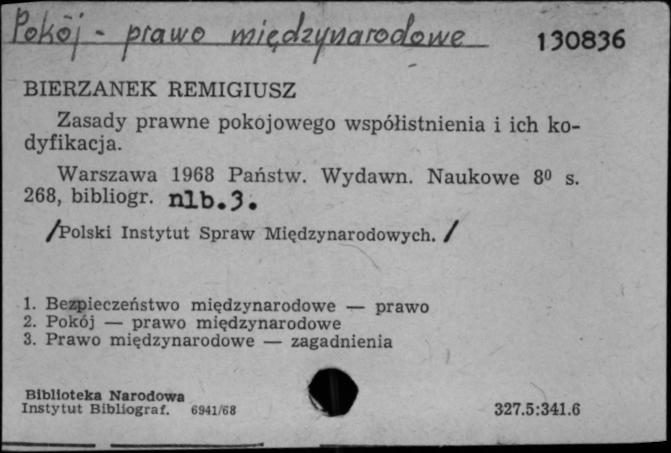 Pokój - prawo międzynarodowe 130836
BIERZANEK REMIGIUSZ
Zasady prawne pokojowego współistnienia i ich ko-
dyfikacja.
Warszawa 1968 Państw. Wydawn. Naukowe 8⁰ s.
268, bibliogr. nlb.3.
/Polski Instytut Spraw Międzynarodowych. /
1. Bezpieczeństwo międzynarodowe — prawo
2. Pokój — prawo międzynarodowe
3. Prawo międzynarodowe — zagadnienia
Biblioteka Narodowa
Instytut Bibliograf. 6941/68 327.5:341.6